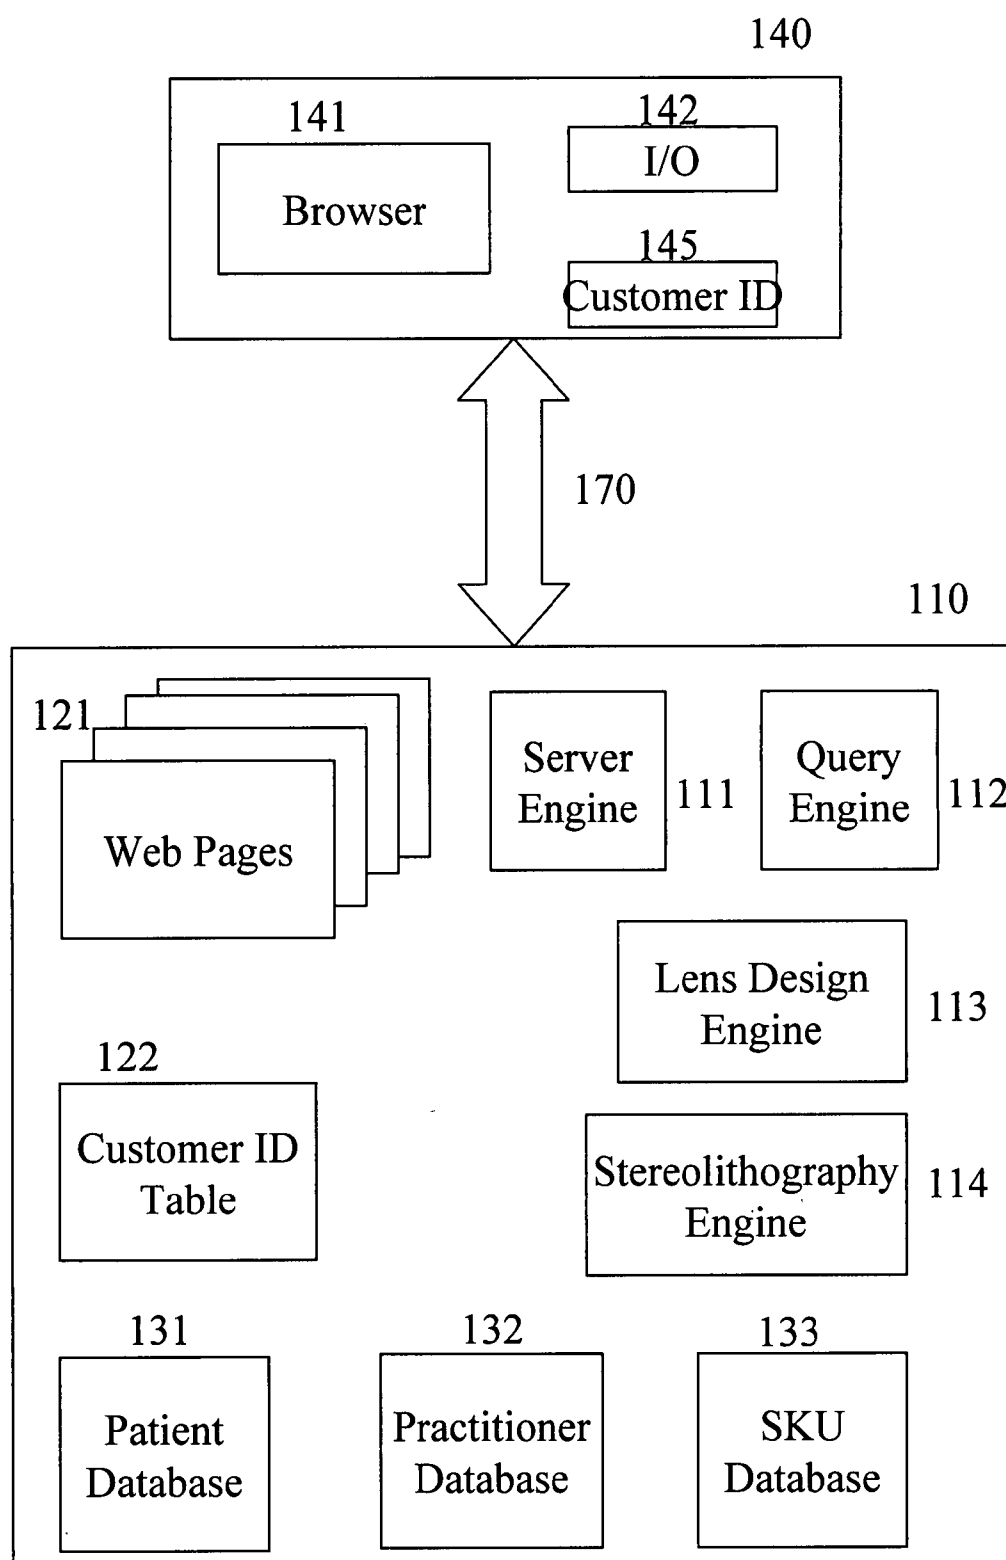 140
141
142
Browser
I/O
145
Customer ID
170
110
121
Web Pages
Server
Engine
111
Query
Engine
112
Lens Design
Engine
113
122
Customer ID
Table
Stereolithography
Engine
114
131
132
133
Patient
Database
Practitioner
Database
SKU
Database